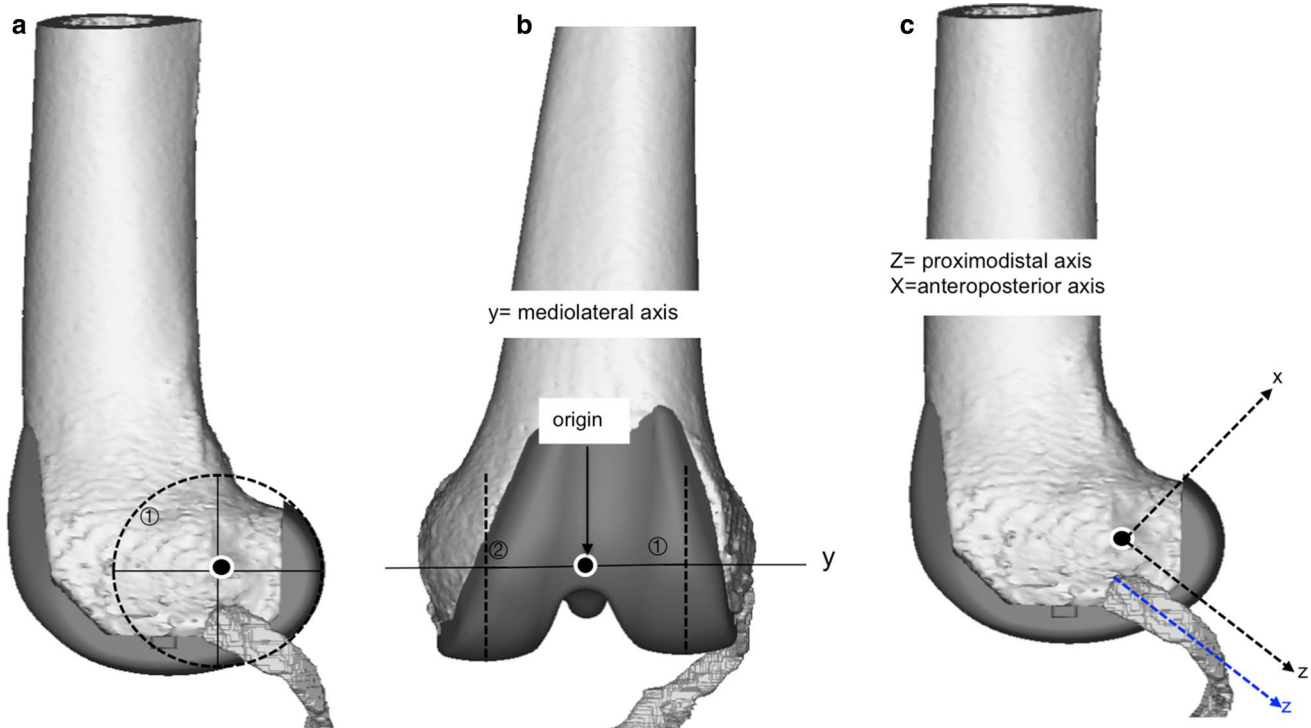 a
①
b
y= mediolateral axis
origin
②
①
y
c
Z= proximodistal axis
X=anteroposterior axis
x
z
z